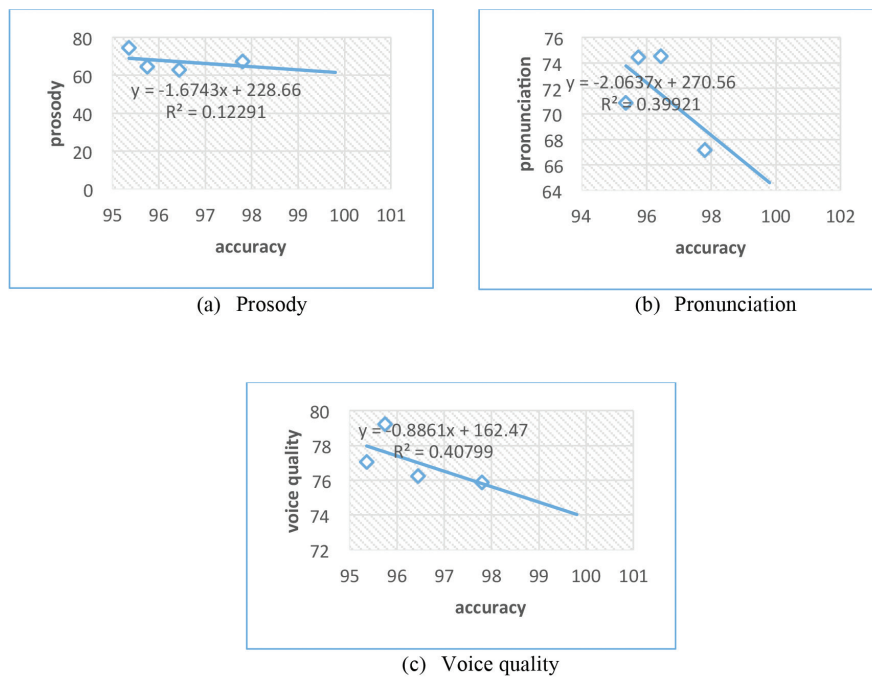 80
60
40
20
0
prosody
y = -1.6743x + 228.66
R² = 0.12291
95 96 97 98 99 100 101
accuracy
(a) Prosody
76
74
72
70
68
66
64
pronunciation
y = -2.0637x + 270.56
R² = 0.39921
94 96 98 100 102
accuracy
(b) Pronunciation
80
78
76
74
72
voice quality
y = -0.8861x + 162.47
R² = 0.40799
95 96 97 98 99 100 101
accuracy
(c) Voice quality